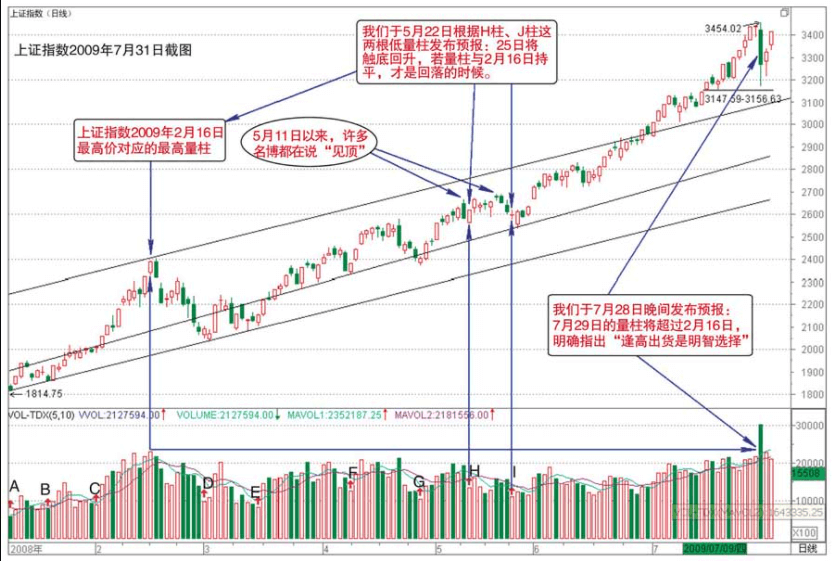 上证指数（日线）
上证指数2009年7月31日截图
我们于5月22日根据H柱、J柱这
两根低量柱发布预报：25日将
触底回升，若量柱与2月16日持
平，才是回落的时候。
3454.02
3147.59-3156.63
上证指数2009年2月16日
最高价对应的最高量柱
5月11日以来，许多
名博都在说“见顶”
我们于7月28日晚间发布预报：
7月29日的量柱将超过2月16日，
明确指出“逢高出货是明智选择”
1814.75
3400
3200
3100
3000
2900
2800
2700
2600
2400
2200
2100
2000
1900
1800
VOL-TDX(5,10) VVOL:2127594.00 VOLUME:2127594.00 MAVOL1:2352187.25 MAVOL2:2181556.00
30000
20000
15508
10000
X100
A B C D E F G H I
2008年 2 3 4 5 6 7 2009/07/09/四 日线